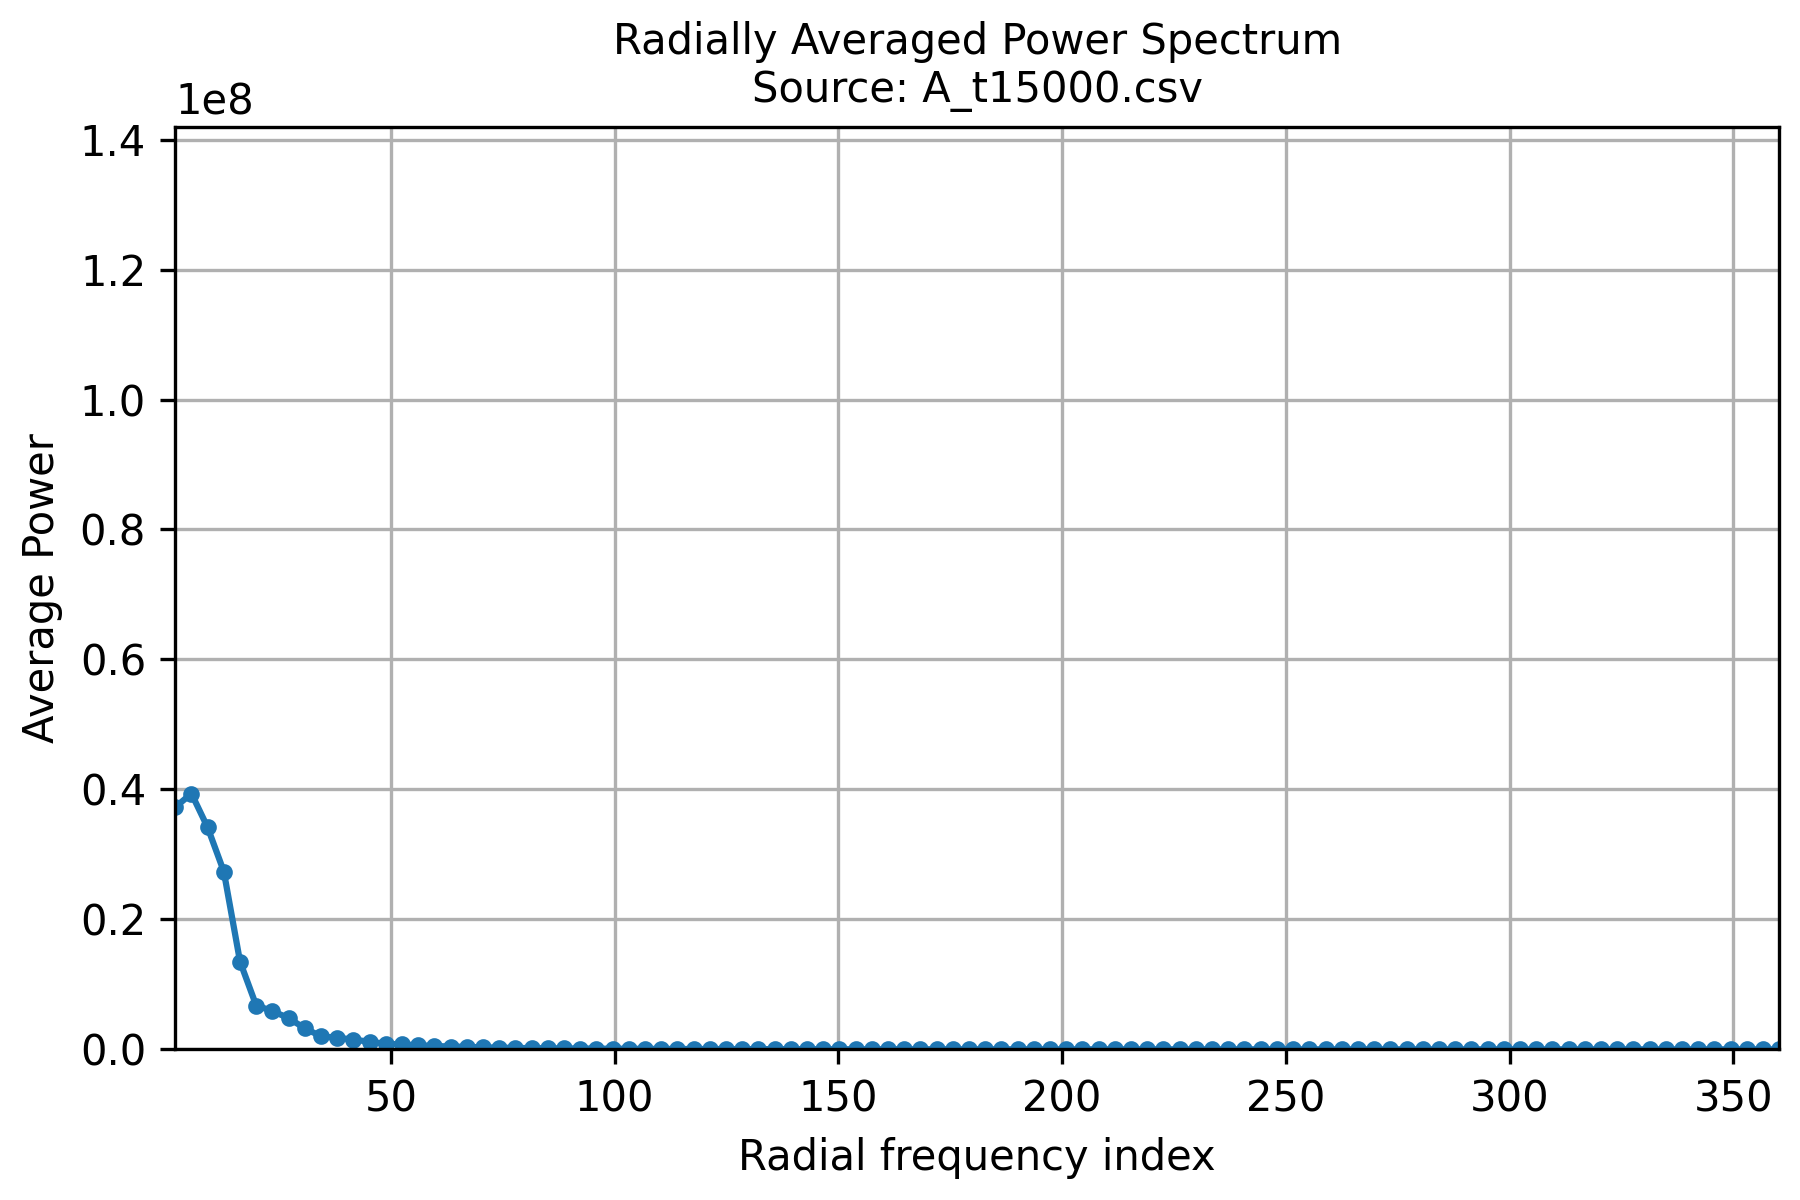 Radially Averaged Power Spectrum
Source: A_t15000.csv
1e8
1.4
1.2
1.0
0.8
0.6
0.4
0.2
0.0
Average Power
50 100 150 200 250 300 350
Radial frequency index